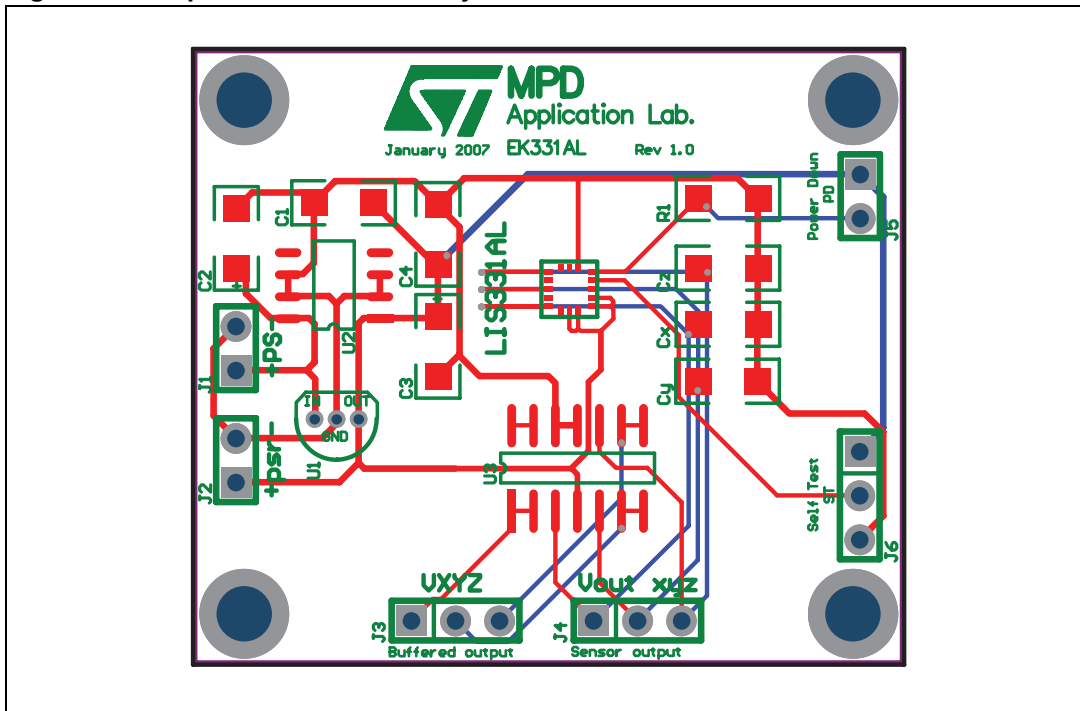 MPD
Application Lab.
January 2007 EK331AL Rev 1.0
Power Down
PD
J5
C1
R1
C2
+
C4
+
LIS331AL
Cz
U2
Cx
J1
+PS-
C3
Cy
IN OUT
GND
U1
J2
+psr-
U3
Self Test
ST
J6
VXYZ
Vout xyz
J3
Buffered output
J4
Sensor output